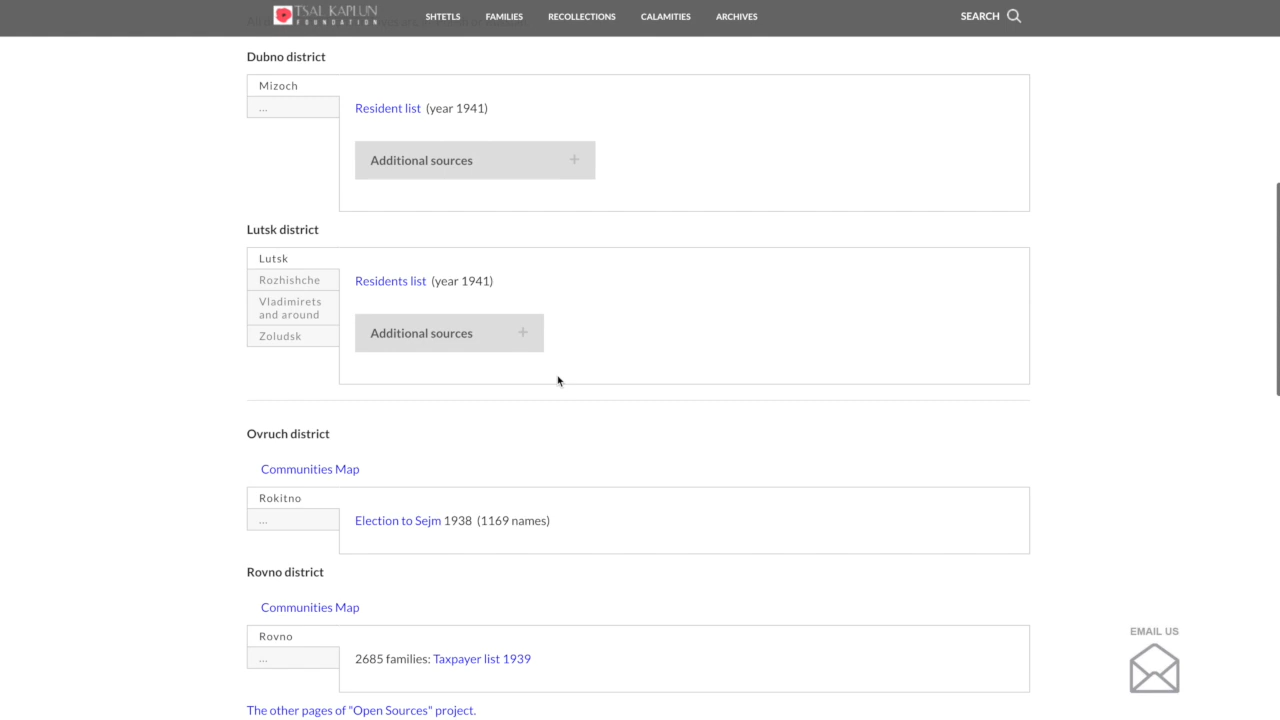 TSAL KAPLUN
FOUNDATION
SHTETLS
FAMILIES
RECOLLECTIONS
CALAMITIES
ARCHIVES
SEARCH
Dubno district
Mizoch
...
Resident list (year 1941)
Additional sources +
Lutsk district
Lutsk
Rozhishche
Vladimirets
and around
Zoludsk
Residents list (year 1941)
Additional sources +
Ovruch district
Communities Map
Rokitno
...
Election to Sejm 1938 (1169 names)
Rovno district
Communities Map
Rovno
...
2685 families: Taxpayer list 1939
EMAIL US
The other pages of "Open Sources" project.